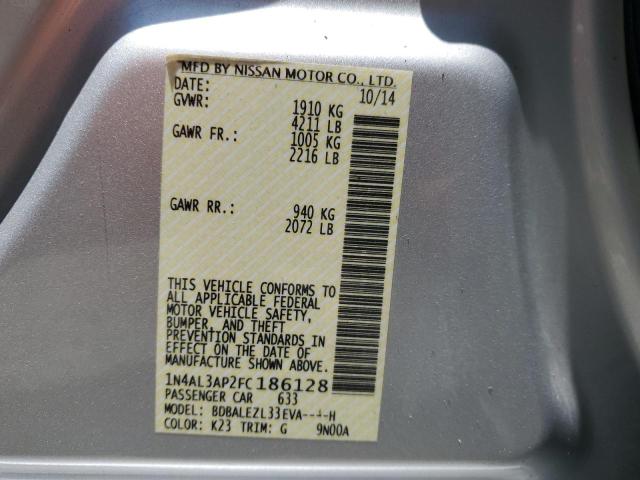 MFD BY NISSAN MOTOR CO., LTD.
DATE: 10/14
GVWR: 1910 KG
4211 LB
GAWR FR.: 1005 KG
2216 LB
GAWR RR.: 940 KG
2072 LB
THIS VEHICLE CONFORMS TO
ALL APPLICABLE FEDERAL
MOTOR VEHICLE SAFETY,
BUMPER, AND THEFT
PREVENTION STANDARDS IN
EFFECT ON THE DATE OF
MANUFACTURE SHOWN ABOVE.
1N4AL3AP2FC186128
PASSENGER CAR 633
MODEL: BDBALEZL33EVA----H
COLOR: K23 TRIM: G 9N00A